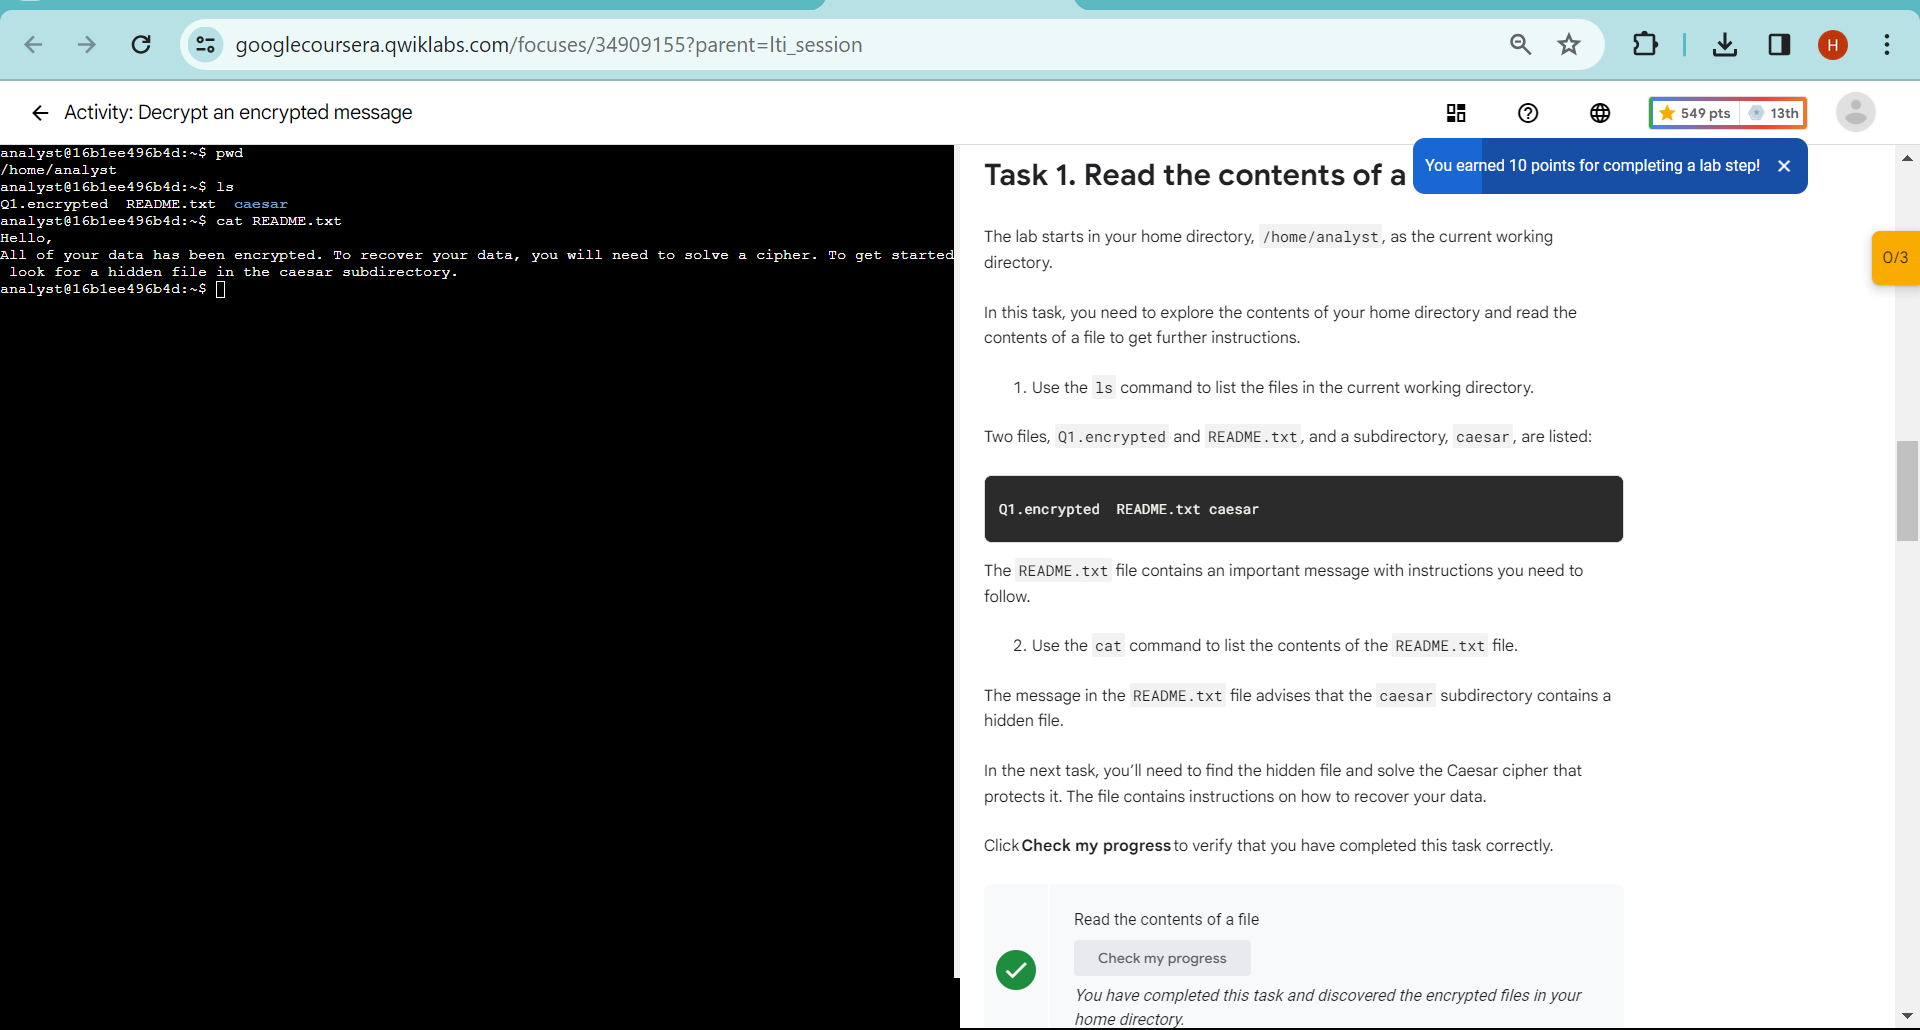 googlecoursera.qwiklabs.com/focuses/34909155?parent=lti_session
H
Activity: Decrypt an encrypted message
549 pts
13th
analyst@16b1ee496b4d:~$ pwd
/home/analyst
analyst@16b1ee496b4d:~$ ls
Q1.encrypted  README.txt  caesar
analyst@16b1ee496b4d:~$ cat README.txt
Hello,
All of your data has been encrypted. To recover your data, you will need to solve a cipher. To get started
look for a hidden file in the caesar subdirectory.
analyst@16b1ee496b4d:~$
Task 1. Read the contents of a
You earned 10 points for completing a lab step!
0/3
The lab starts in your home directory, /home/analyst, as the current working
directory.
In this task, you need to explore the contents of your home directory and read the
contents of a file to get further instructions.
1. Use the ls command to list the files in the current working directory.
Two files, Q1.encrypted and README.txt, and a subdirectory, caesar, are listed:
Q1.encrypted  README.txt caesar
The README.txt file contains an important message with instructions you need to
follow.
2. Use the cat command to list the contents of the README.txt file.
The message in the README.txt file advises that the caesar subdirectory contains a
hidden file.
In the next task, you’ll need to find the hidden file and solve the Caesar cipher that
protects it. The file contains instructions on how to recover your data.
Click Check my progress to verify that you have completed this task correctly.
Read the contents of a file
Check my progress
You have completed this task and discovered the encrypted files in your
home directory.